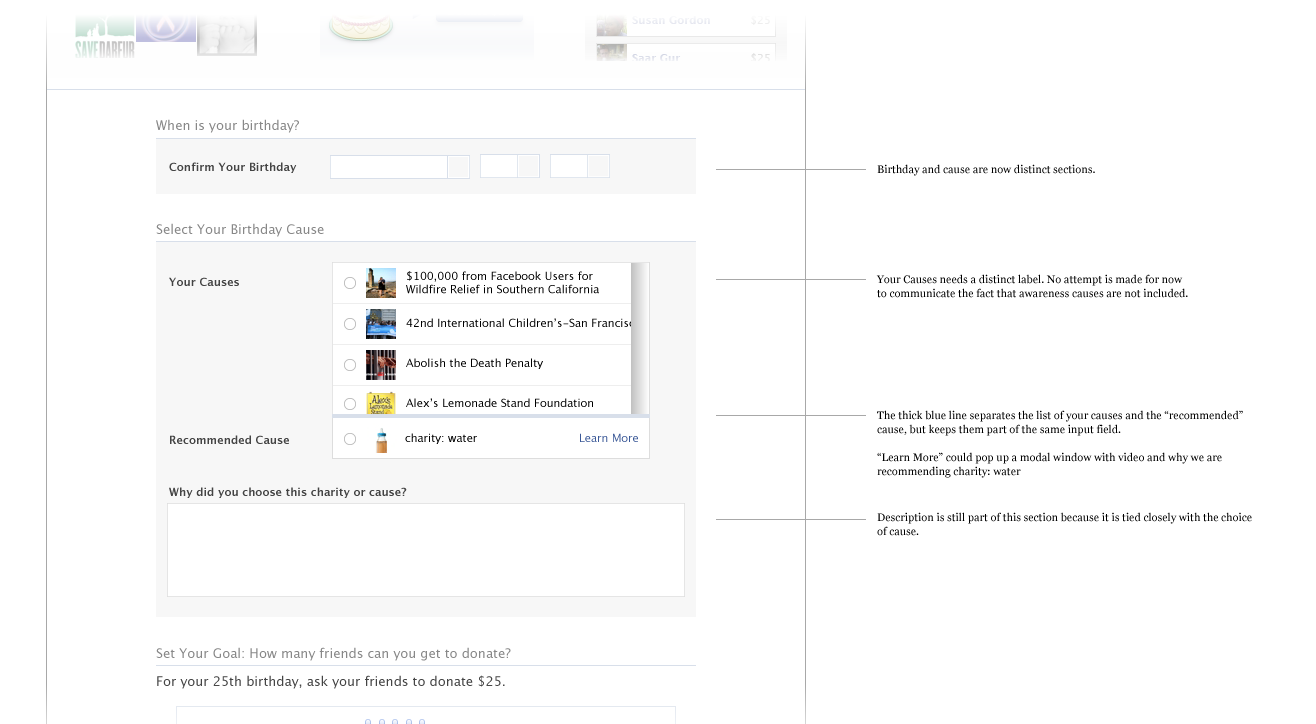 SAVEDARFUR
Susan Gordon $25
Saar Gur $25
When is your birthday?
Confirm Your Birthday
Birthday and cause are now distinct sections.
Select Your Birthday Cause
Your Causes
$100,000 from Facebook Users for
Wildfire Relief in Southern California
42nd International Children's-San Francisc
Abolish the Death Penalty
Alex's
Lemonade
Stand
Alex's Lemonade Stand Foundation
Your Causes needs a distinct label. No attempt is made for now
to communicate the fact that awareness causes are not included.
Recommended Cause
charity: water Learn More
The thick blue line separates the list of your causes and the “recommended”
cause, but keeps them part of the same input field.
“Learn More” could pop up a modal window with video and why we are
recommending charity: water
Why did you choose this charity or cause?
Description is still part of this section because it is tied closely with the choice
of cause.
Set Your Goal: How many friends can you get to donate?
For your 25th birthday, ask your friends to donate $25.